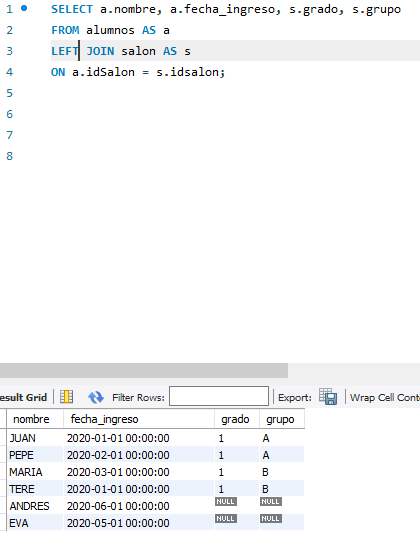 1 SELECT a.nombre, a.fecha_ingreso, s.grado, s.grupo
2 FROM alumnos AS a
3 LEFT JOIN salon AS s
4 ON a.idSalon = s.idsalon;
5
6
7
8
esult Grid Filter Rows: Export: Wrap Cell Conte
nombre fecha_ingreso grado grupo
JUAN 2020-01-01 00:00:00 1 A
PEPE 2020-02-01 00:00:00 1 A
MARIA 2020-03-01 00:00:00 1 B
TERE 2020-01-01 00:00:00 1 B
ANDRES 2020-06-01 00:00:00 NULL NULL
EVA 2020-05-01 00:00:00 NULL NULL